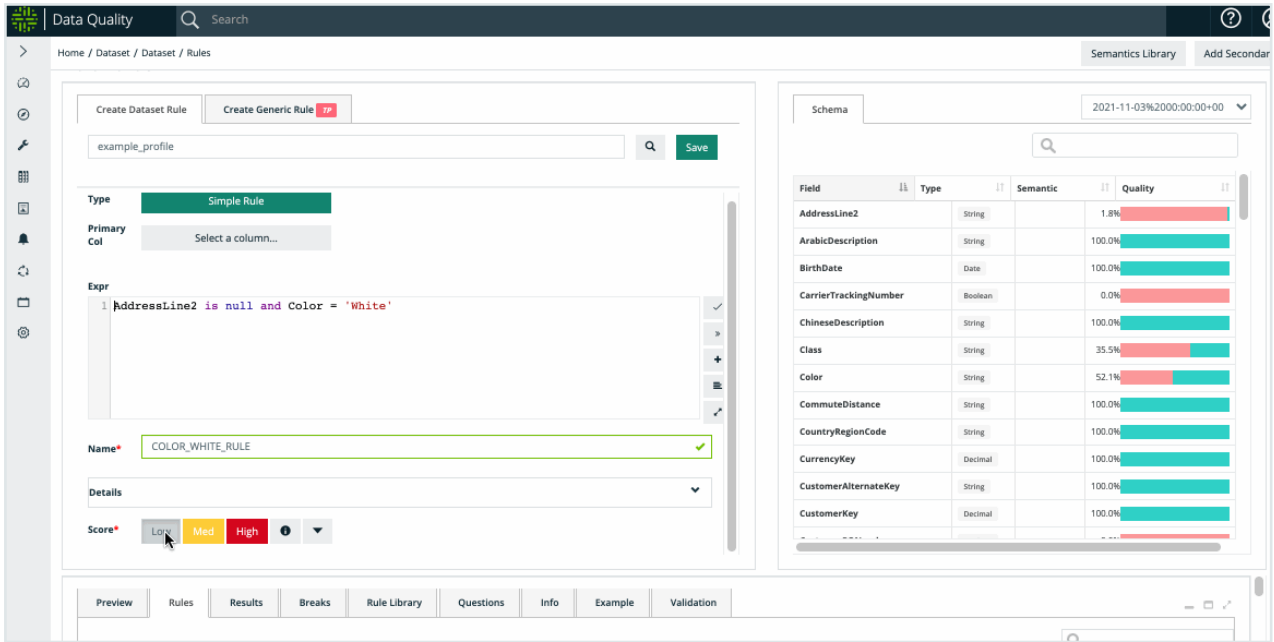 Data Quality
Search
Home / Dataset / Dataset / Rules
Semantics Library
Add Secondar
Create Dataset Rule
Create Generic Rule TP
example_profile
Save
Type
Simple Rule
Primary
Col
Select a column...
Expr
1 AddressLine2 is null and Color = 'White'
Name*
COLOR_WHITE_RULE
Details
Score*
Low
Med
High
Schema
2021-11-03%2000:00:00+00
Field Type Semantic Quality
AddressLine2 String 1.8%
ArabicDescription String 100.0%
BirthDate Date 100.0%
CarrierTrackingNumber Boolean 0.0%
ChineseDescription String 100.0%
Class String 35.5%
Color String 52.1%
CommuteDistance String 100.0%
CountryRegionCode String 100.0%
CurrencyKey Decimal 100.0%
CustomerAlternateKey String 100.0%
CustomerKey Decimal 100.0%
Preview
Rules
Results
Breaks
Rule Library
Questions
Info
Example
Validation